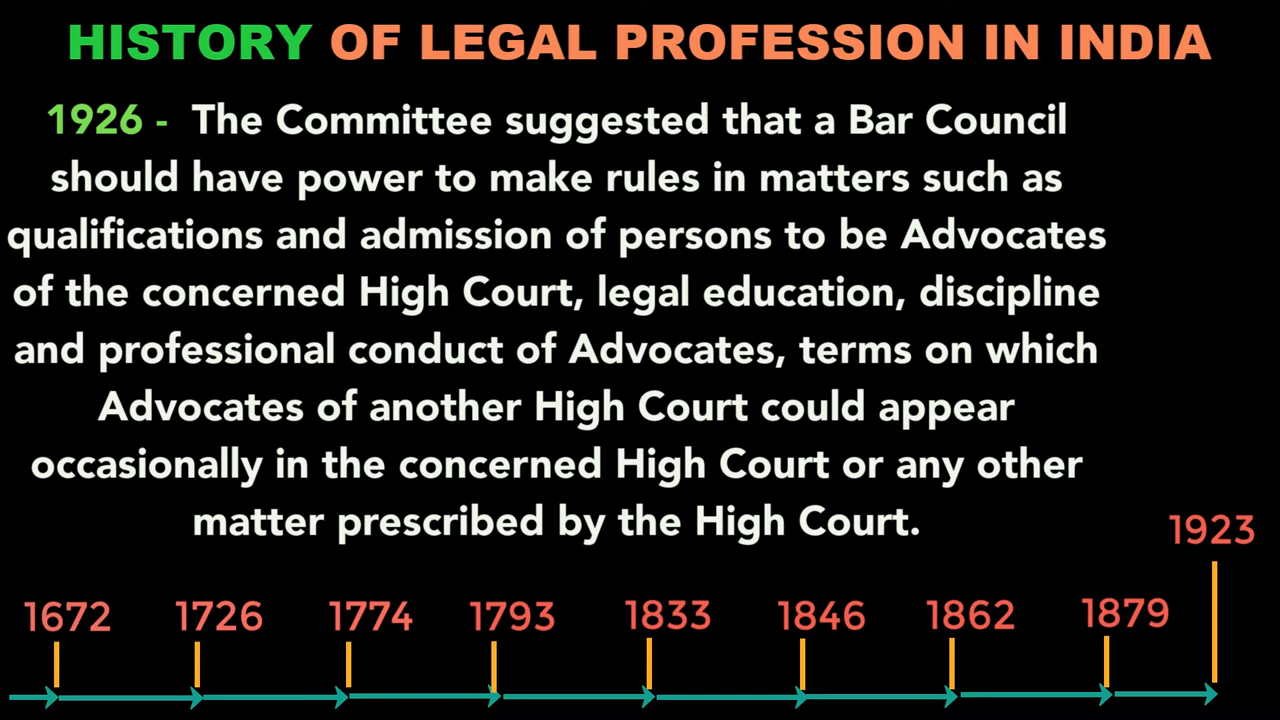 HISTORY OF LEGAL PROFESSION IN INDIA
1926 - The Committee suggested that a Bar Council
should have power to make rules in matters such as
qualifications and admission of persons to be Advocates
of the concerned High Court, legal education, discipline
and professional conduct of Advocates, terms on which
Advocates of another High Court could appear
occasionally in the concerned High Court or any other
matter prescribed by the High Court.
1923
1672 1726 1774 1793 1833 1846 1862 1879